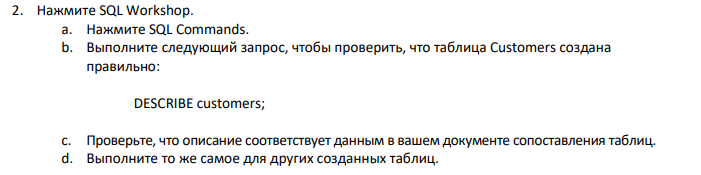 2. Нажмите SQL Workshop.
a. Нажмите SQL Commands.
b. Выполните следующий запрос, чтобы проверить, что таблица Customers создана
правильно:
DESCRIBE customers;
c. Проверьте, что описание соответствует данным в вашем документе сопоставления таблиц.
d. Выполните то же самое для других созданных таблиц.